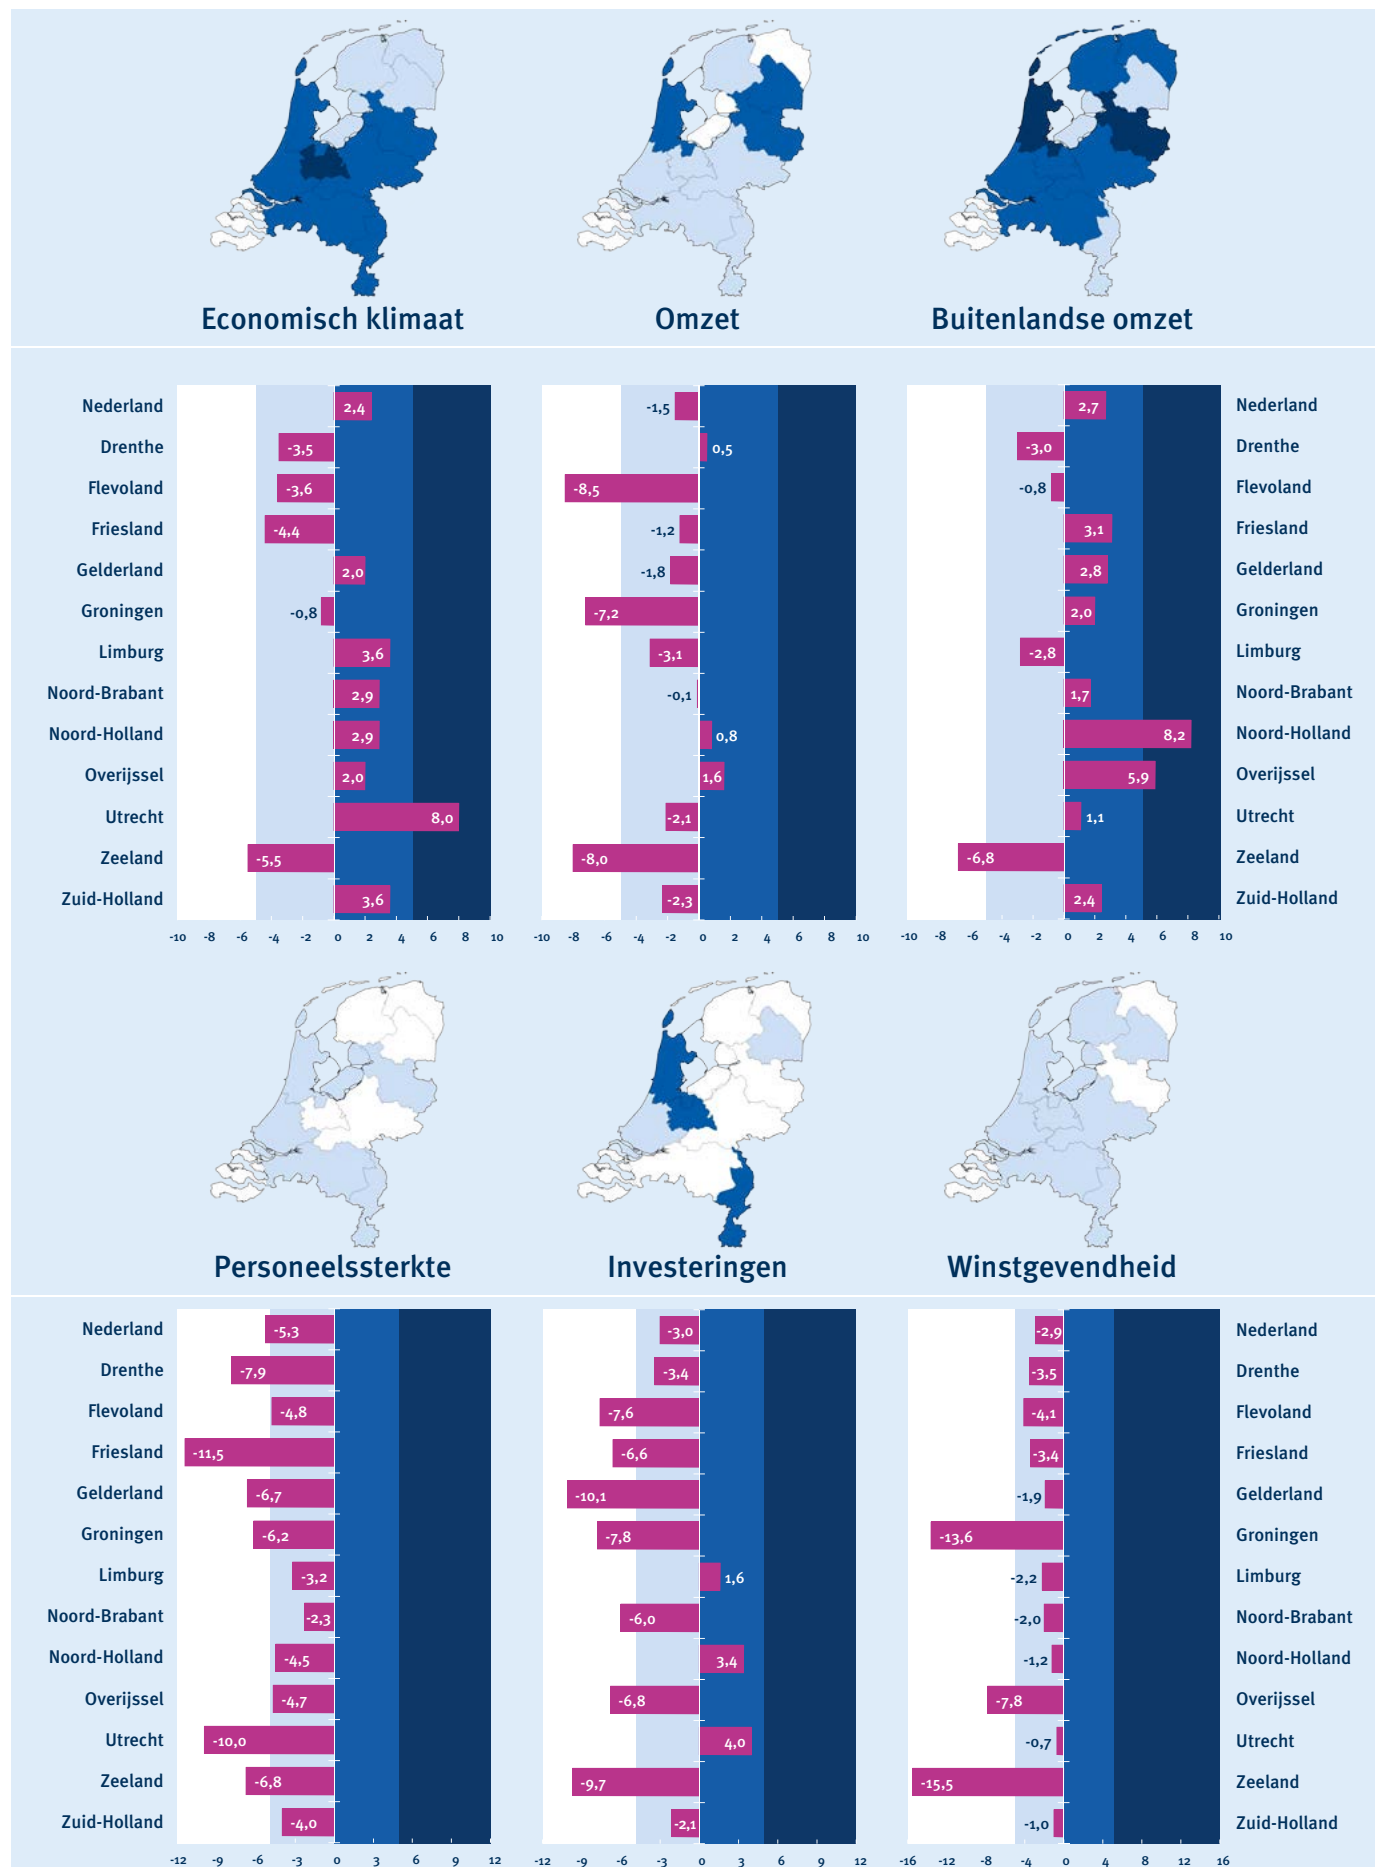 Economisch klimaat Omzet Buitenlandse omzet
Nederland 2,4 -1,5 2,7 Nederland
Drenthe -3,5 0,5 -3,0 Drenthe
Flevoland -3,6 -8,5 -0,8 Flevoland
Friesland -4,4 -1,2 3,1 Friesland
Gelderland 2,0 -1,8 2,8 Gelderland
Groningen -0,8 -7,2 2,0 Groningen
Limburg 3,6 -3,1 -2,8 Limburg
Noord-Brabant 2,9 -0,1 1,7 Noord-Brabant
Noord-Holland 2,9 0,8 8,2 Noord-Holland
Overijssel 2,0 1,6 5,9 Overijssel
Utrecht 8,0 -2,1 1,1 Utrecht
Zeeland -5,5 -8,0 -6,8 Zeeland
Zuid-Holland 3,6 -2,3 2,4 Zuid-Holland
-10 -8 -6 -4 -2 0 2 4 6 8 10 -10 -8 -6 -4 -2 0 2 4 6 8 10 -10 -8 -6 -4 -2 0 2 4 6 8 10
Personeelssterkte Investeringen Winstgevendheid
Nederland -5,3 -3,0 -2,9 Nederland
Drenthe -7,9 -3,4 -3,5 Drenthe
Flevoland -4,8 -7,6 -4,1 Flevoland
Friesland -11,5 -6,6 -3,4 Friesland
Gelderland -6,7 -10,1 -1,9 Gelderland
Groningen -6,2 -7,8 -13,6 Groningen
Limburg -3,2 1,6 -2,2 Limburg
Noord-Brabant -2,3 -6,0 -2,0 Noord-Brabant
Noord-Holland -4,5 3,4 -1,2 Noord-Holland
Overijssel -4,7 -6,8 -7,8 Overijssel
Utrecht -10,0 4,0 -0,7 Utrecht
Zeeland -6,8 -9,7 -15,5 Zeeland
Zuid-Holland -4,0 -2,1 -1,0 Zuid-Holland
-12 -9 -6 -3 0 3 6 9 12 -12 -9 -6 -3 0 3 6 9 12 -16 -12 -8 -4 0 4 8 12 16